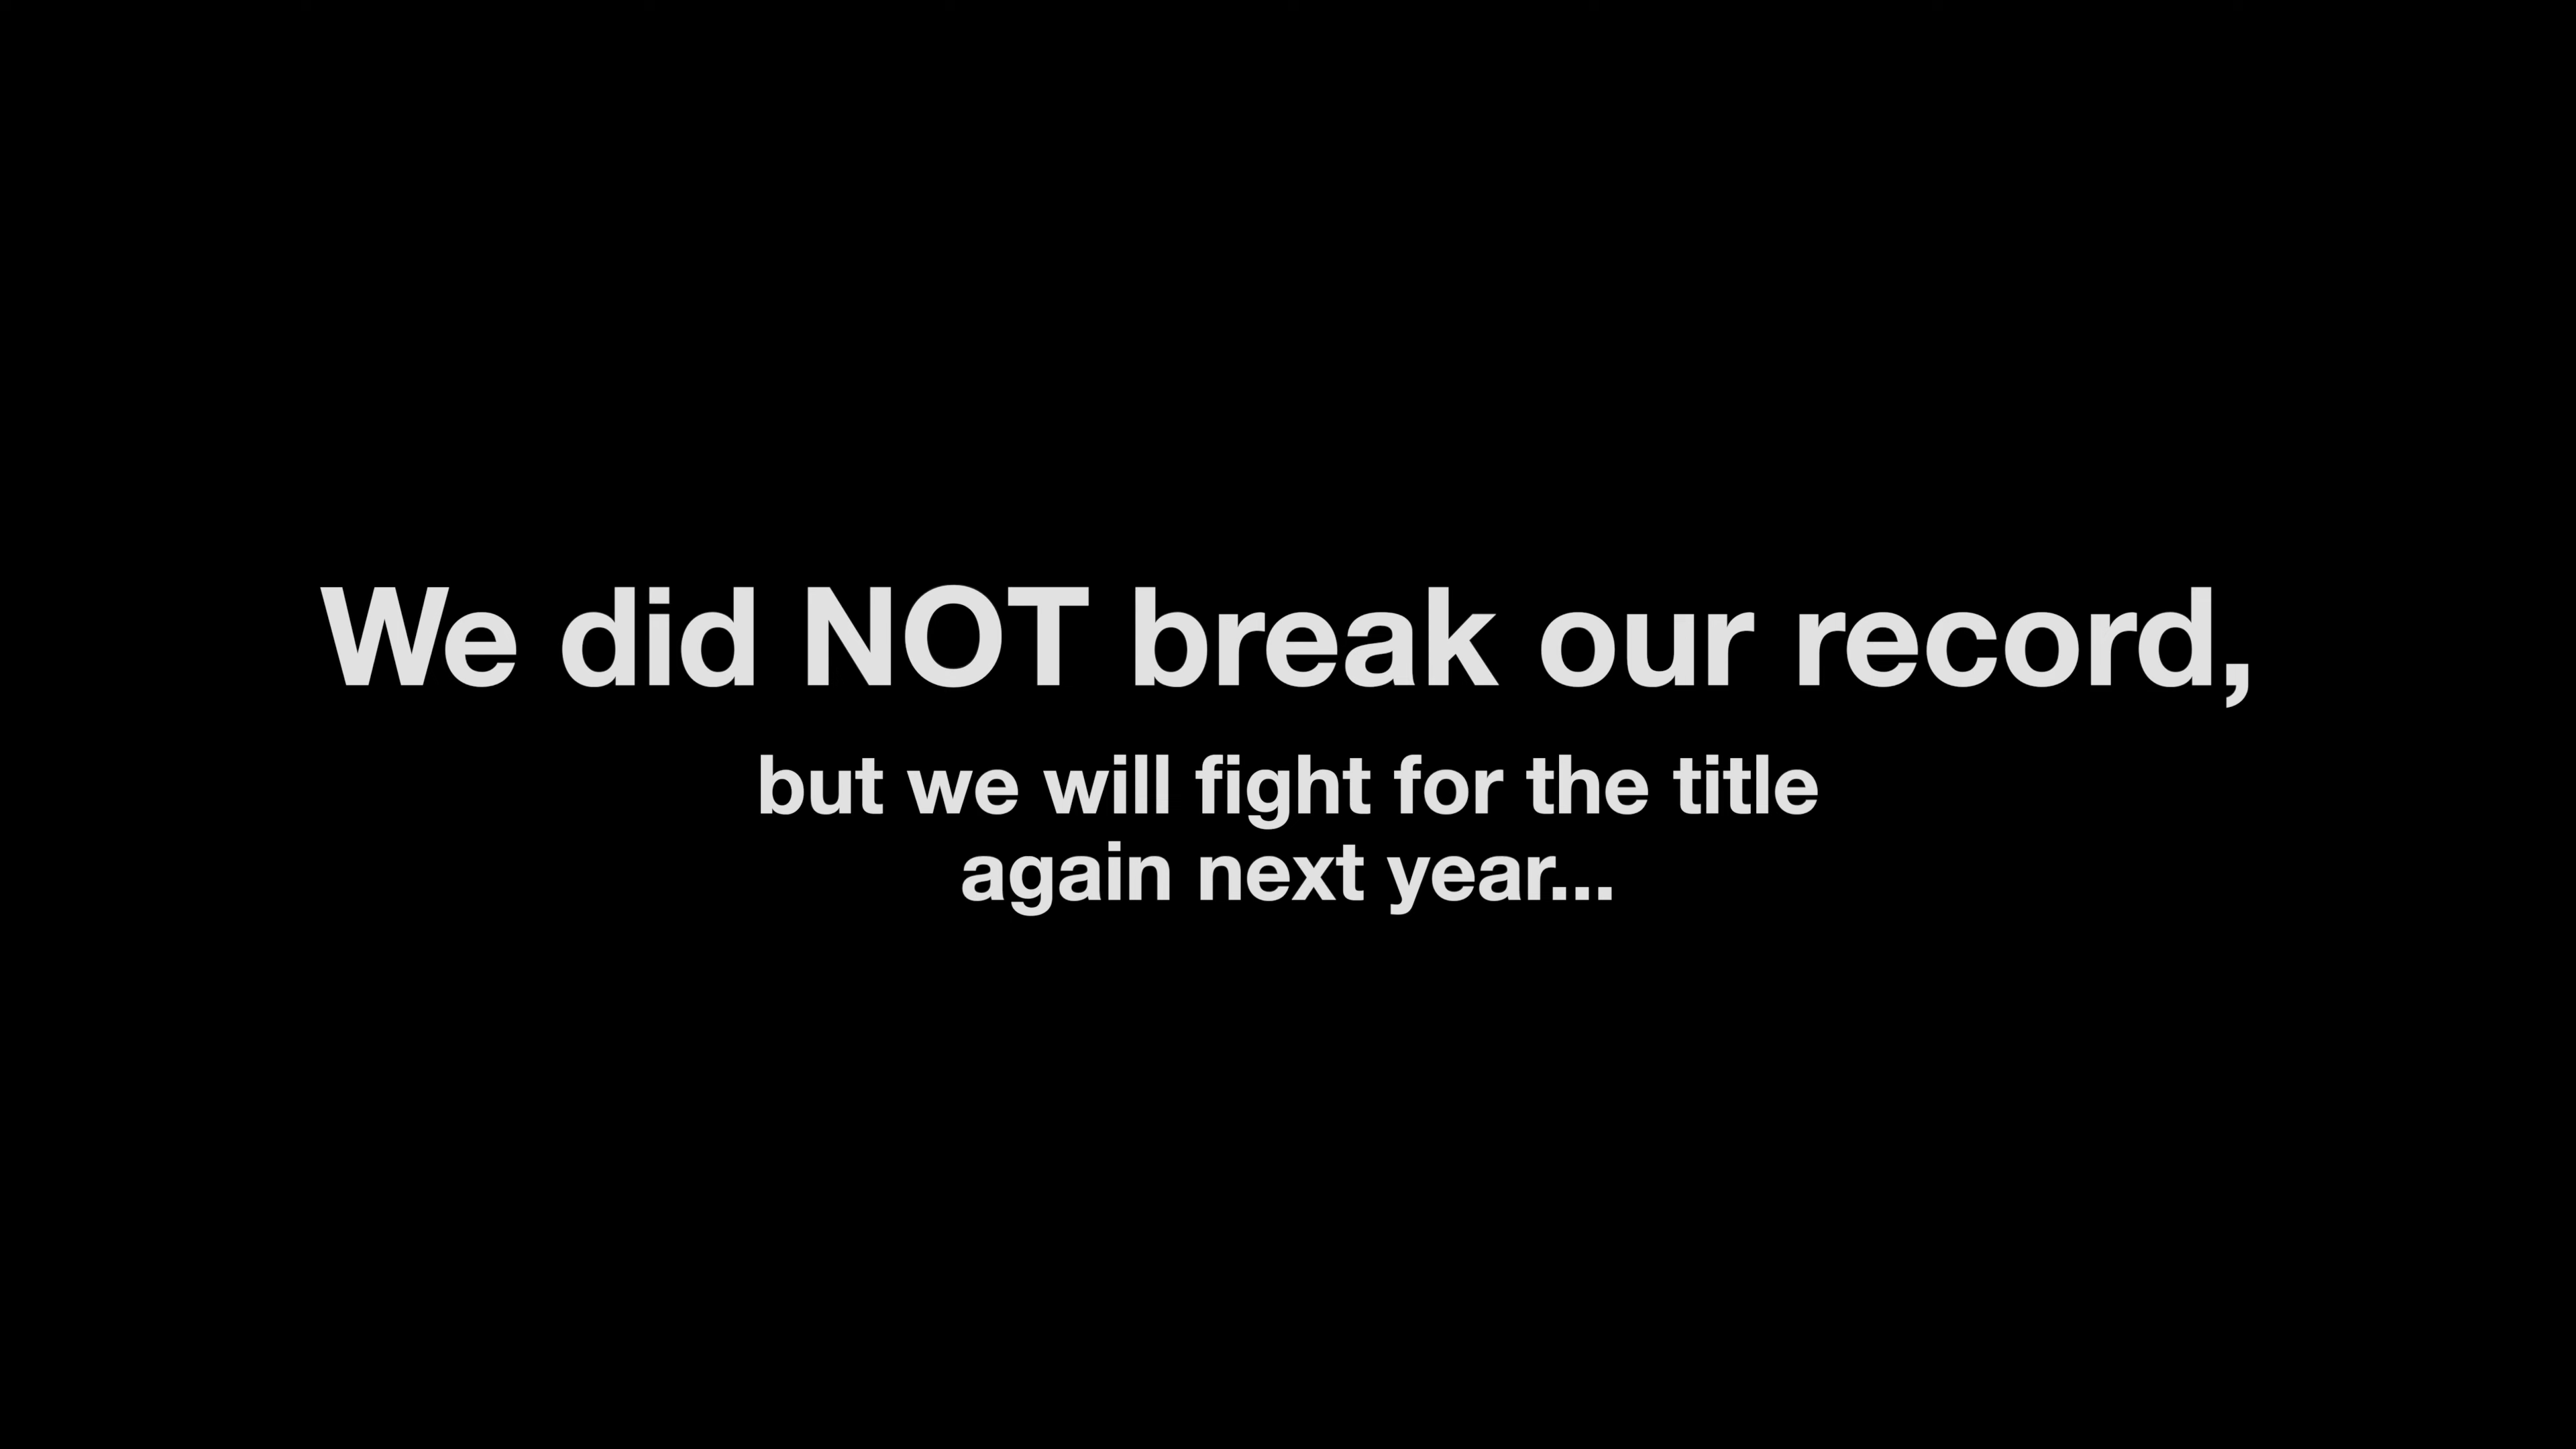 We did NOT break our record,
but we will fight for the title
again next year...